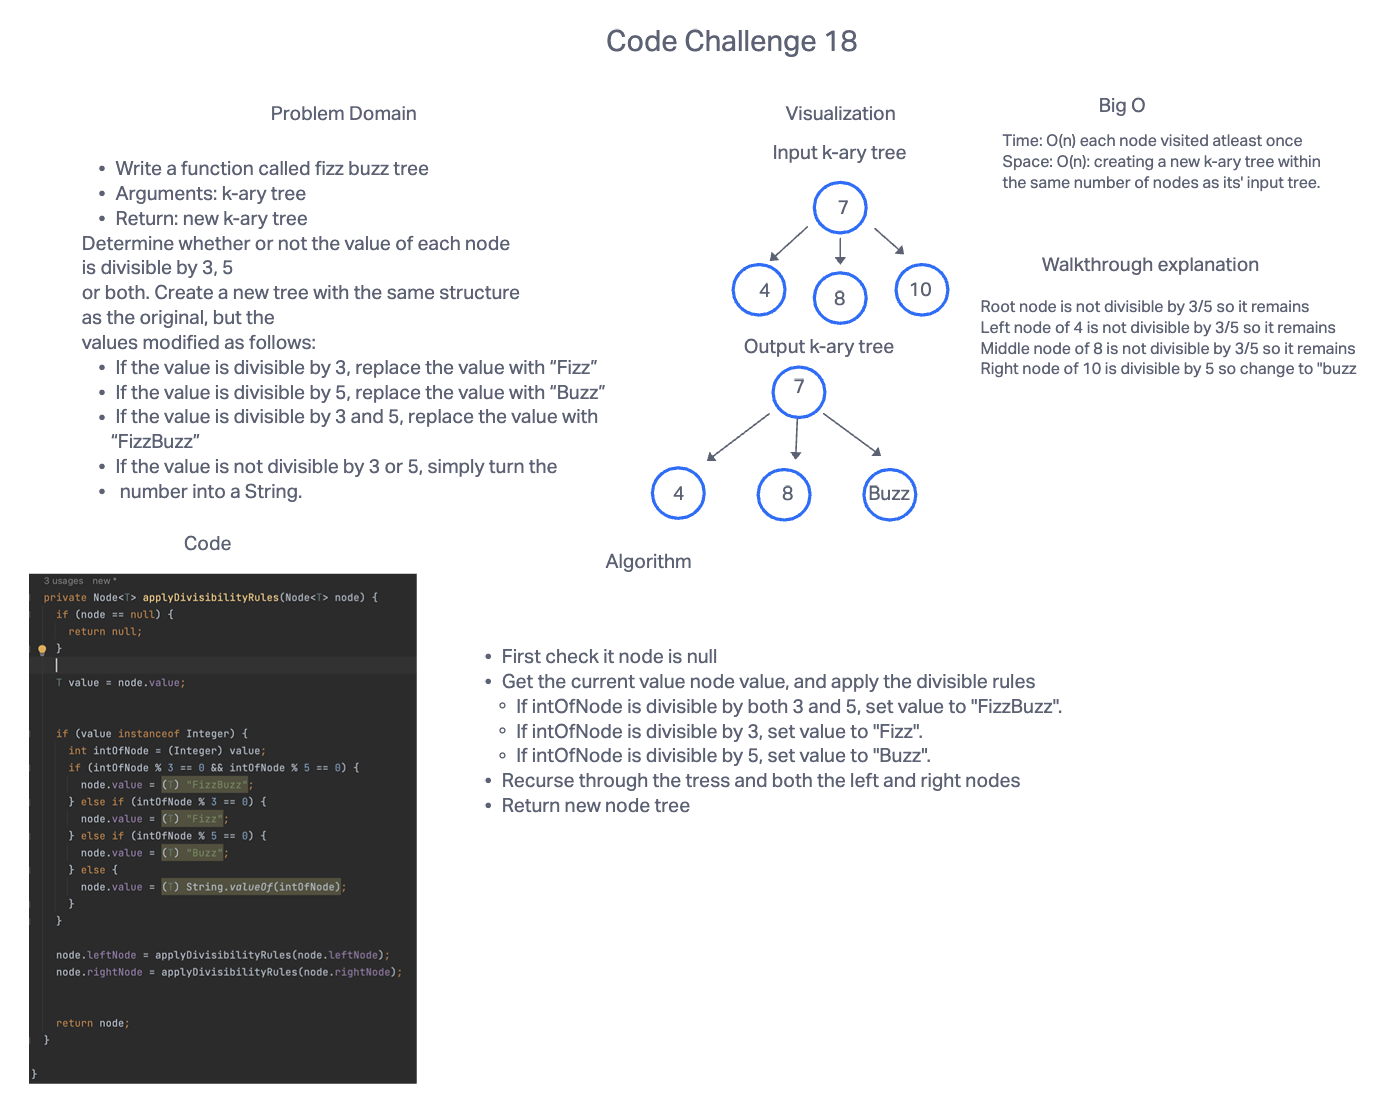 Code Challenge 18
Problem Domain
• Write a function called fizz buzz tree
• Arguments: k-ary tree
• Return: new k-ary tree
Determine whether or not the value of each node
is divisible by 3, 5
or both. Create a new tree with the same structure
as the original, but the
values modified as follows:
• If the value is divisible by 3, replace the value with “Fizz”
• If the value is divisible by 5, replace the value with “Buzz”
• If the value is divisible by 3 and 5, replace the value with
“FizzBuzz”
• If the value is not divisible by 3 or 5, simply turn the
• number into a String.
Visualization
Input k-ary tree
7
4
8
10
Output k-ary tree
7
4
8
Buzz
Big O
Time: O(n) each node visited atleast once
Space: O(n): creating a new k-ary tree within
the same number of nodes as its' input tree.
Walkthrough explanation
Root node is not divisible by 3/5 so it remains
Left node of 4 is not divisible by 3/5 so it remains
Middle node of 8 is not divisible by 3/5 so it remains
Right node of 10 is divisible by 5 so change to "buzz
Code
3 usages new *
private Node<T> applyDivisibilityRules(Node<T> node) {
if (node == null) {
return null;
}
T value = node.value;
if (value instanceof Integer) {
int intOfNode = (Integer) value;
if (intOfNode % 3 == 0 && intOfNode % 5 == 0) {
node.value = (T) "FizzBuzz";
} else if (intOfNode % 3 == 0) {
node.value = (T) "Fizz";
} else if (intOfNode % 5 == 0) {
node.value = (T) "Buzz";
} else {
node.value = (T) String.valueOf(intOfNode);
}
}
node.leftNode = applyDivisibilityRules(node.leftNode);
node.rightNode = applyDivisibilityRules(node.rightNode);
return node;
}
}
Algorithm
• First check it node is null
• Get the current value node value, and apply the divisible rules
◦ If intOfNode is divisible by both 3 and 5, set value to "FizzBuzz".
◦ If intOfNode is divisible by 3, set value to "Fizz".
◦ If intOfNode is divisible by 5, set value to "Buzz".
• Recurse through the tress and both the left and right nodes
• Return new node tree